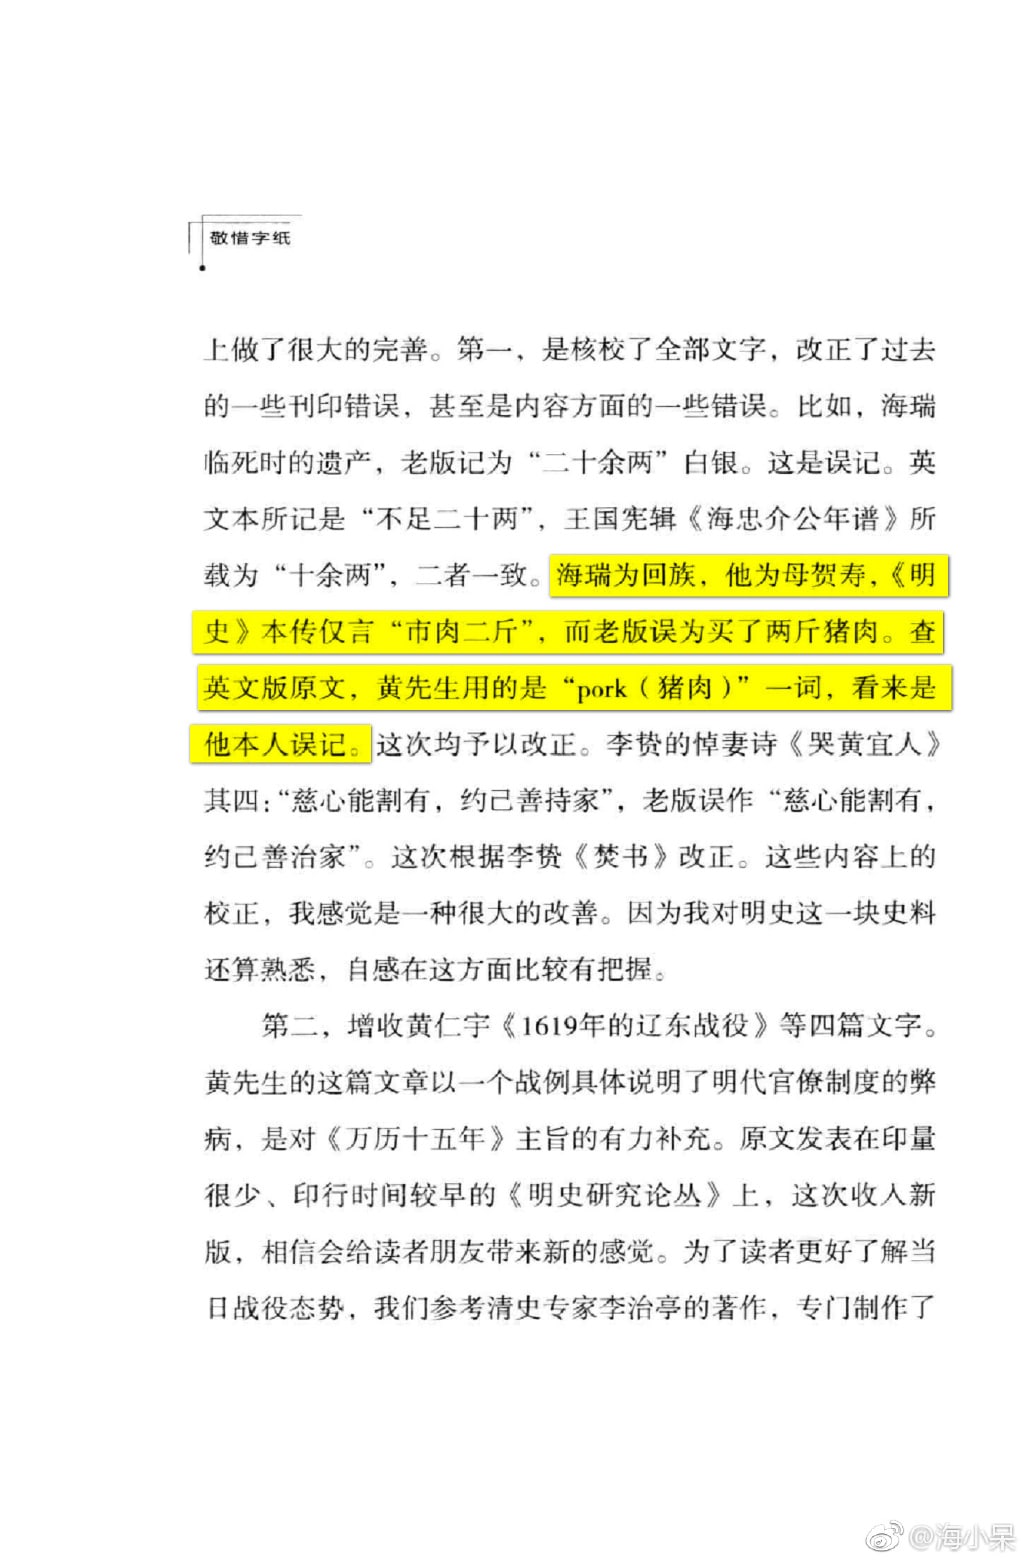 敬惜字纸
上做了很大的完善。第一，是核校了全部文字，改正了过去
的一些刊印错误，甚至是内容方面的一些错误。比如，海瑞
临死时的遗产，老版记为“二十余两”白银。这是误记。英
文本所记是“不足二十两”，王国宪辑《海忠介公年谱》所
载为“十余两”，二者一致。海瑞为回族，他为母贺寿，《明
史》本传仅言“市肉二斤”，而老版误为买了两斤猪肉。查
英文版原文，黄先生用的是“pork（猪肉）”一词，看来是
他本人误记。这次均予以改正。李贽的悼妻诗《哭黄宜人》
其四：“慈心能割有，约己善持家”，老版误作“慈心能割有，
约己善治家”。这次根据李贽《焚书》改正。这些内容上的
校正，我感觉是一种很大的改善。因为我对明史这一块史料
还算熟悉，自感在这方面比较有把握。
第二，增收黄仁宇《1619年的辽东战役》等四篇文字。
黄先生的这篇文章以一个战例具体说明了明代官僚制度的弊
病，是对《万历十五年》主旨的有力补充。原文发表在印量
很少、印行时间较早的《明史研究论丛》上，这次收入新
版，相信会给读者朋友带来新的感觉。为了读者更好了解当
日战役态势，我们参考清史专家李治亭的著作，专门制作了
@海小呆